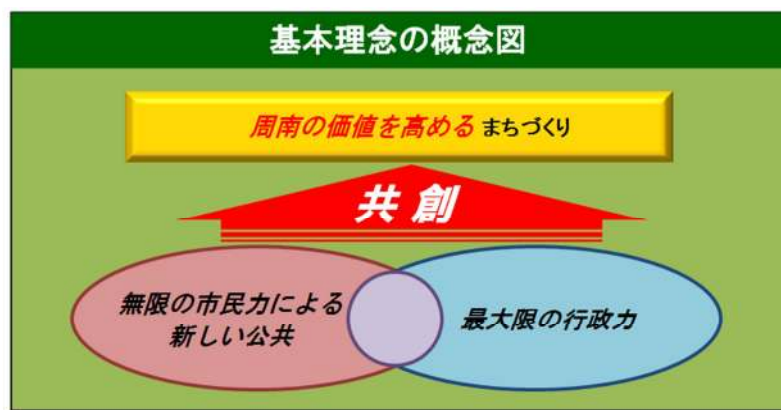 基本理念の概念図
周南の価値を高める まちづくり
共 創
無限の市民力による
新しい公共
最大限の行政力